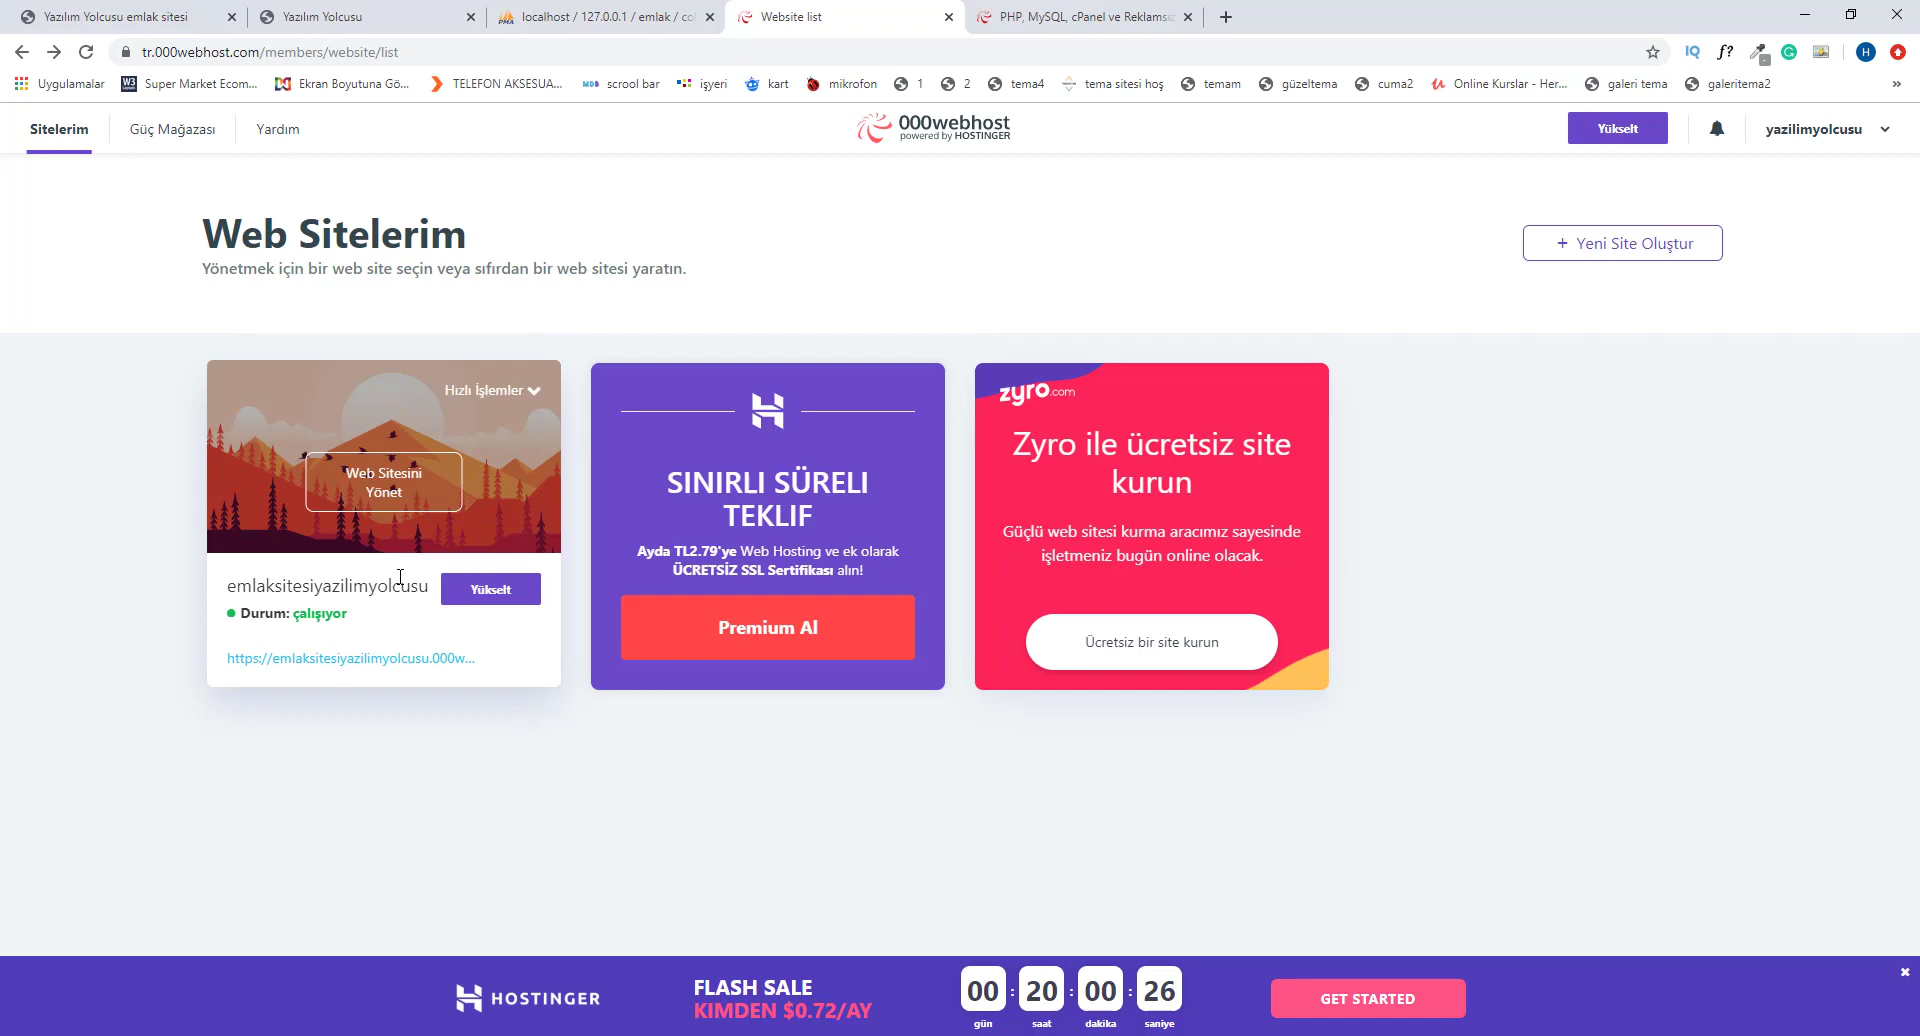 Yazılım Yolcusu emlak sitesi
Yazılım Yolcusu
localhost / 127.0.0.1 / emlak / co
Website list
PHP, MySQL, cPanel ve Reklamsız
tr.000webhost.com/members/website/list
Uygulamalar
Super Market Ecom...
Ekran Boyutuna Gö...
TELEFON AKSESUA...
scrool bar
işyeri
kart
mikrofon
1
2
tema4
tema sitesi hoş
temam
güzeltema
cuma2
Online Kurslar - Her...
galeri tema
galeritema2
»
Sitelerim
Güç Mağazası
Yardım
000webhost
powered by HOSTINGER
Yükselt
yazilimyolcusu
Web Sitelerim
Yönetmek için bir web site seçin veya sıfırdan bir web sitesi yaratın.
+ Yeni Site Oluştur
Hızlı İşlemler
Web Sitesini
Yönet
emlaksitesiyazilimyolcusu
Yükselt
Durum: çalışıyor
https://emlaksitesiyazilimyolcusu.000w...
SINIRLI SÜRELI
TEKLIF
Ayda TL2.79'ye Web Hosting ve ek olarak
ÜCRETSİZ SSL Sertifikası alın!
Premium Al
zyro.com
Zyro ile ücretsiz site
kurun
Güçlü web sitesi kurma aracımız sayesinde
işletmeniz bugün online olacak.
Ücretsiz bir site kurun
HOSTINGER
FLASH SALE
KIMDEN $0.72/AY
00 : 20 : 00 : 26
gün saat dakika saniye
GET STARTED